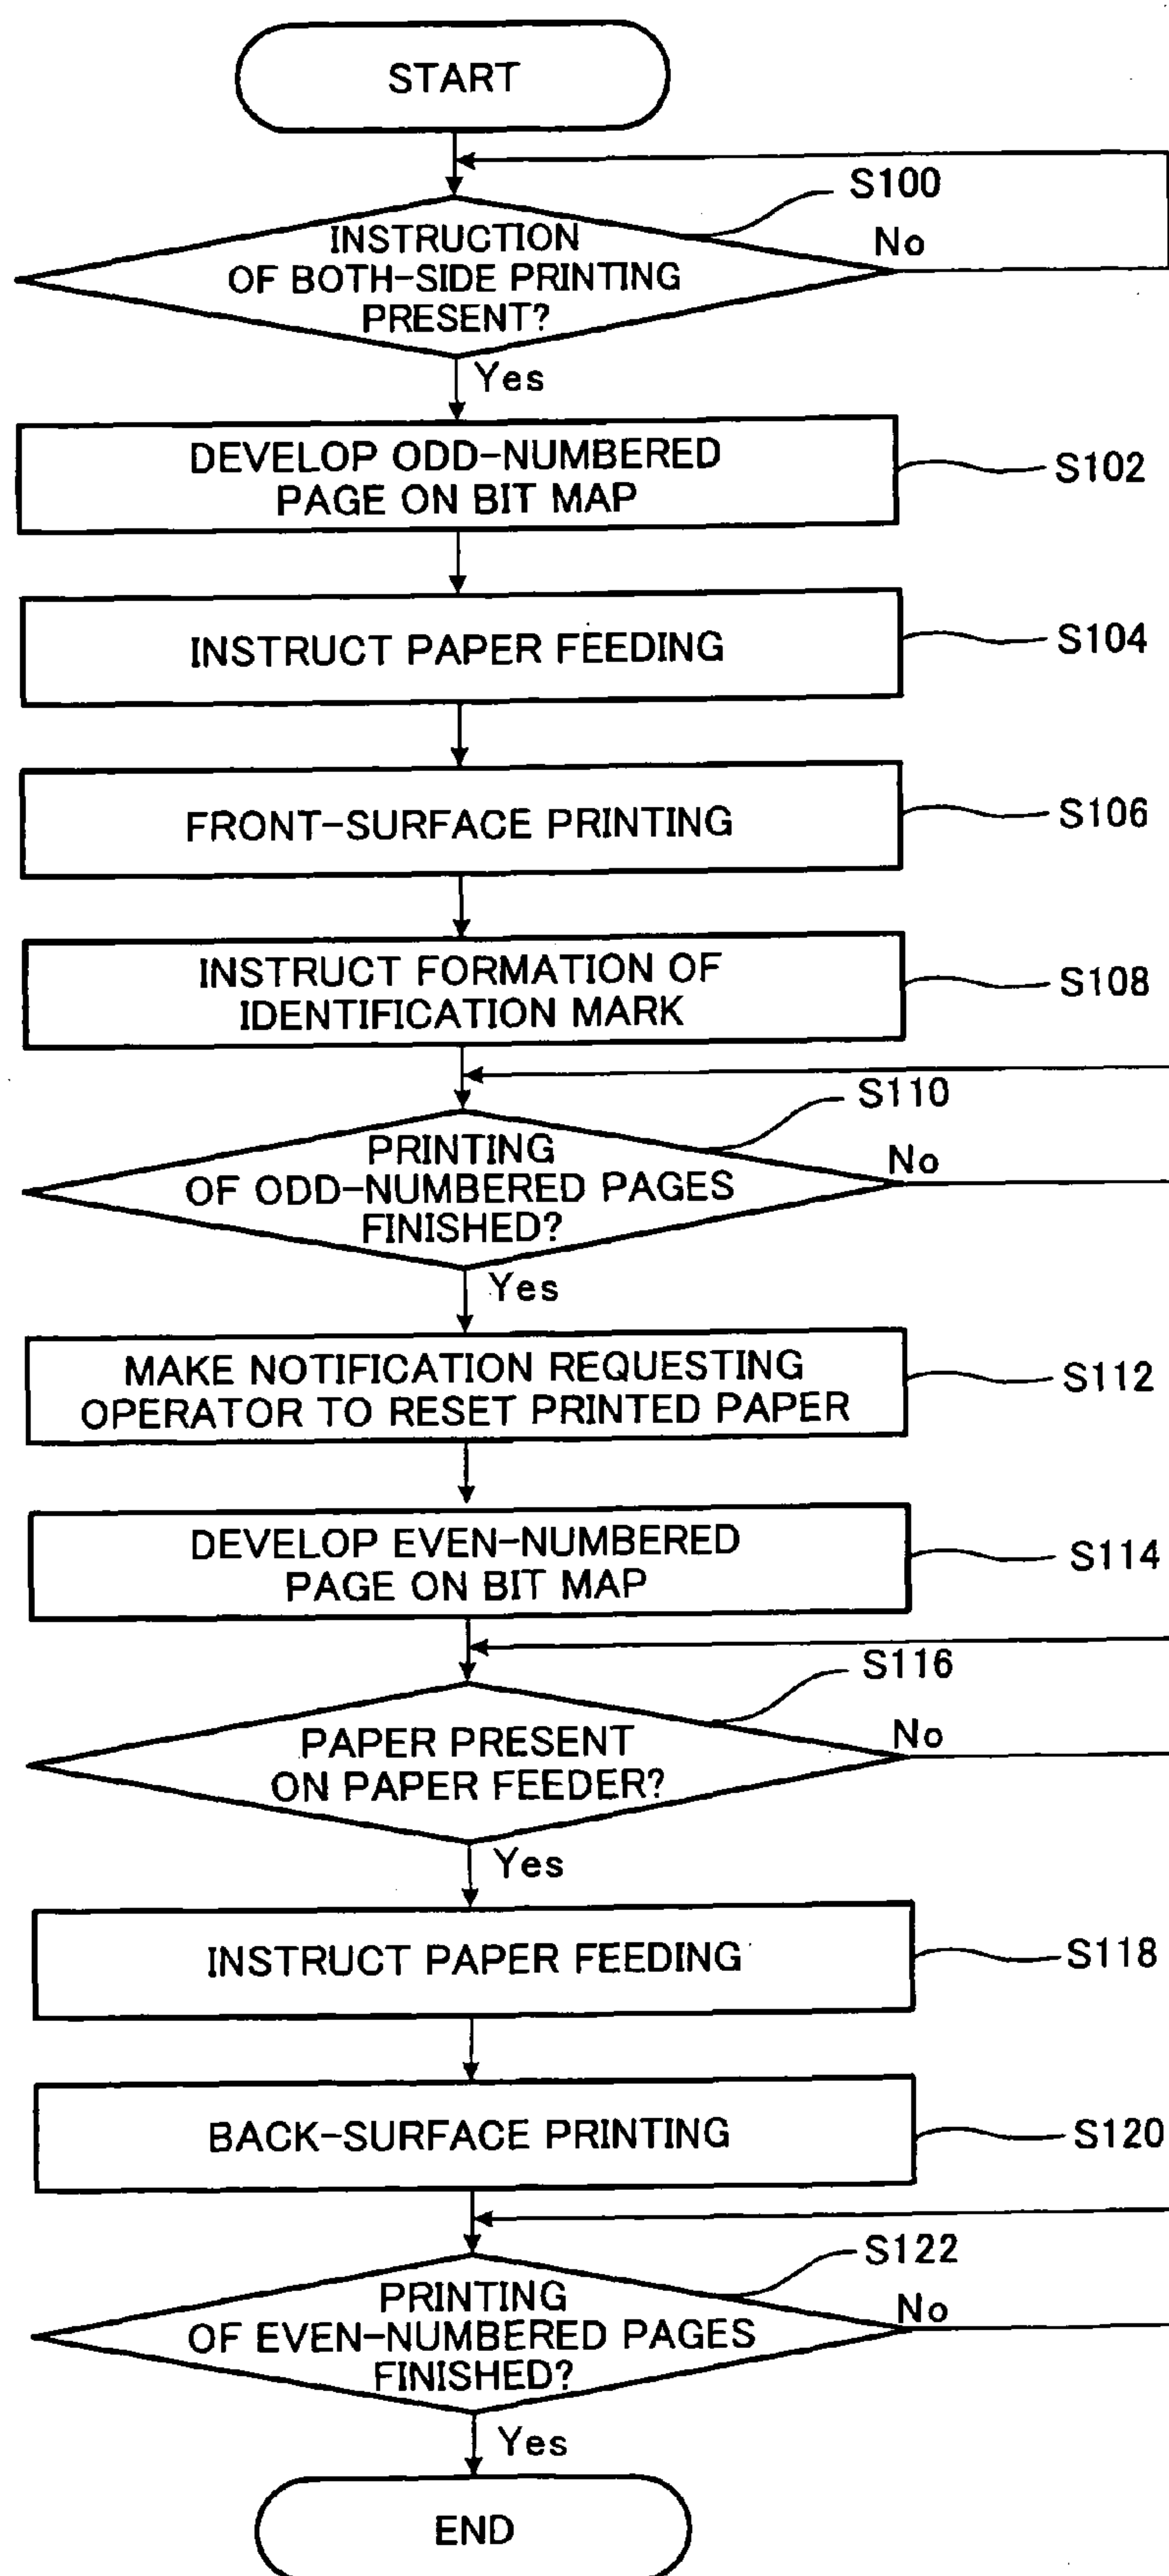 START
S100
No
INSTRUCTION
OF BOTH-SIDE PRINTING
PRESENT?
Yes
DEVELOP ODD-NUMBERED
PAGE ON BIT MAP
S102
INSTRUCT PAPER FEEDING
S104
FRONT-SURFACE PRINTING
S106
INSTRUCT FORMATION OF
IDENTIFICATION MARK
S108
S110
No
PRINTING
OF ODD-NUMBERED PAGES
FINISHED?
Yes
MAKE NOTIFICATION REQUESTING
OPERATOR TO RESET PRINTED PAPER
S112
DEVELOP EVEN-NUMBERED
PAGE ON BIT MAP
S114
S116
No
PAPER PRESENT
ON PAPER FEEDER?
Yes
INSTRUCT PAPER FEEDING
S118
BACK-SURFACE PRINTING
S120
S122
No
PRINTING
OF EVEN-NUMBERED PAGES
FINISHED?
Yes
END